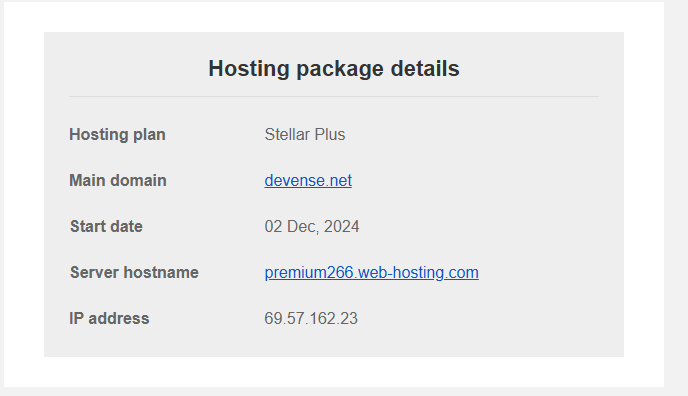 Hosting package details
Hosting plan Stellar Plus
Main domain devense.net
Start date 02 Dec, 2024
Server hostname premium266.web-hosting.com
IP address 69.57.162.23